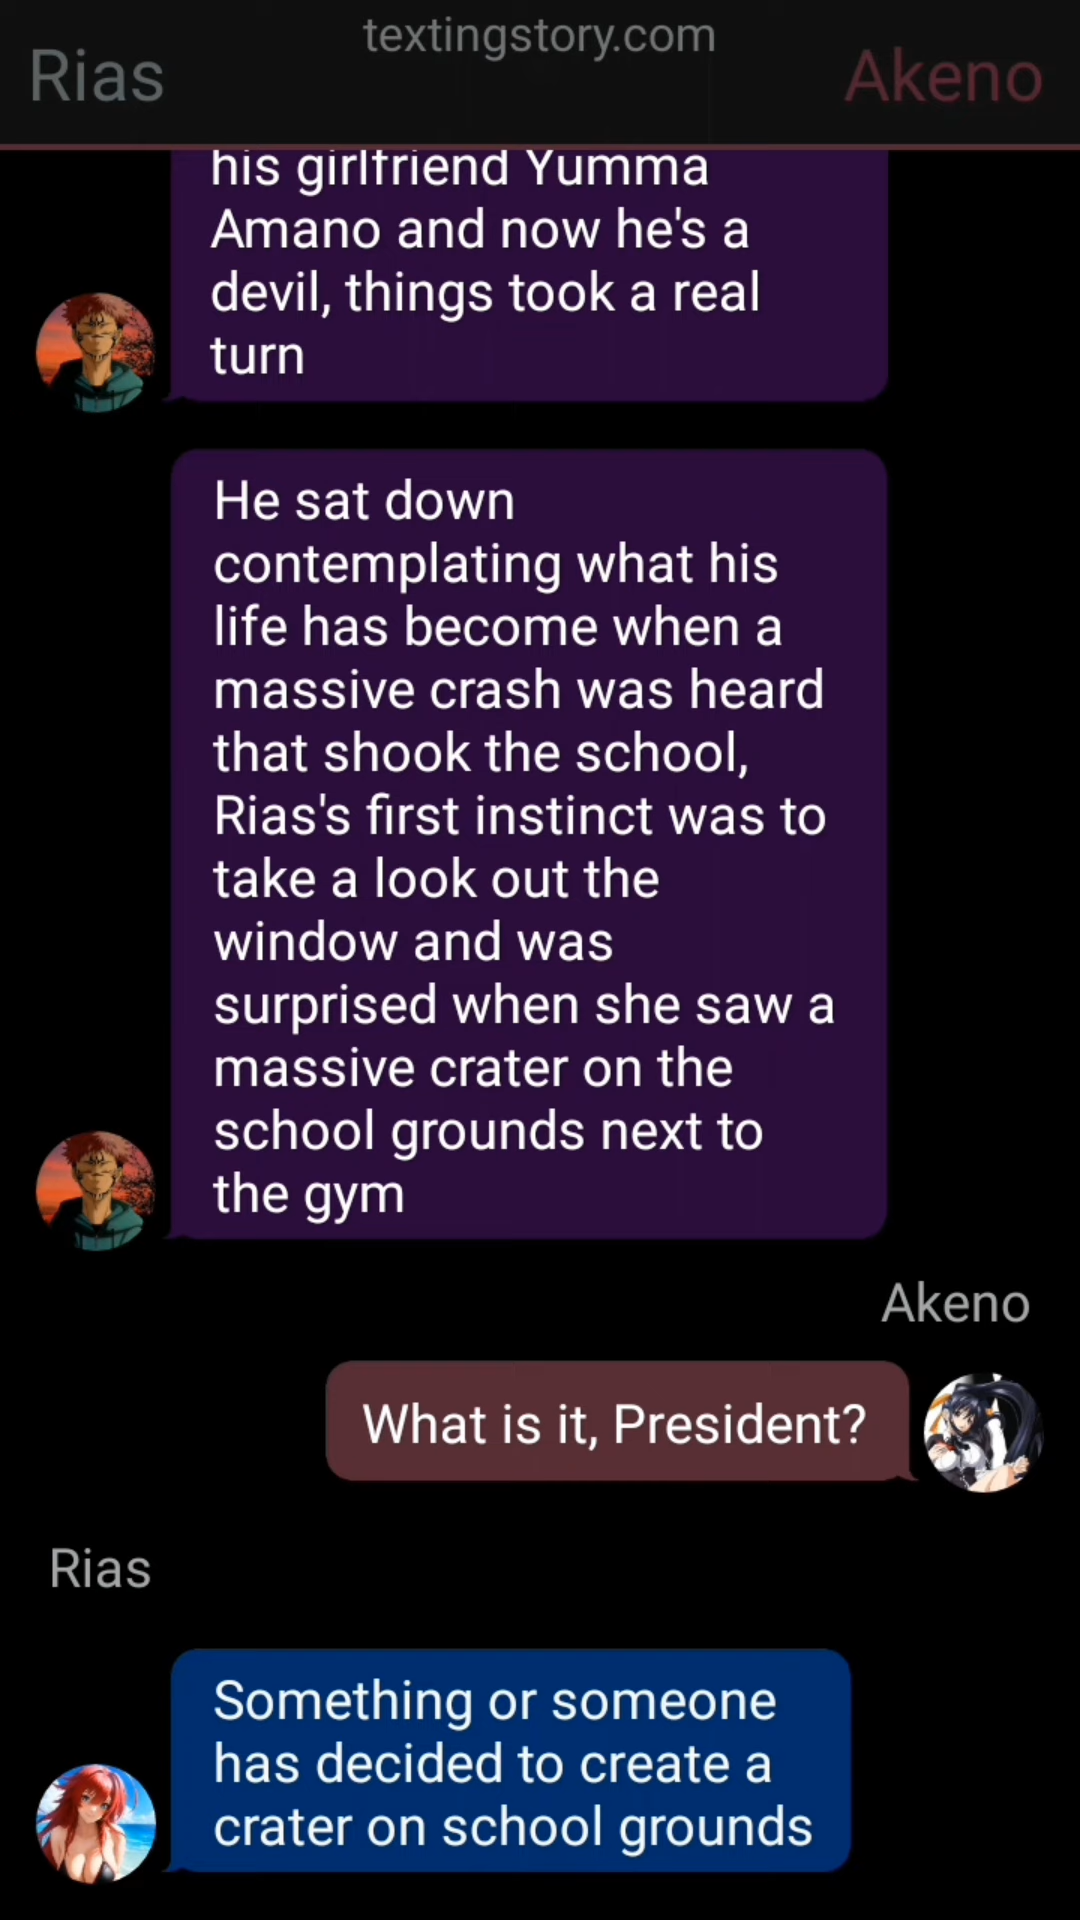 textingstory.com
Rias
Akeno
his girlfriend Yumma
Amano and now he's a
devil, things took a real
turn
He sat down
contemplating what his
life has become when a
massive crash was heard
that shook the school,
Rias's first instinct was to
take a look out the
window and was
surprised when she saw a
massive crater on the
school grounds next to
the gym
Akeno
What is it, President?
Rias
Something or someone
has decided to create a
crater on school grounds